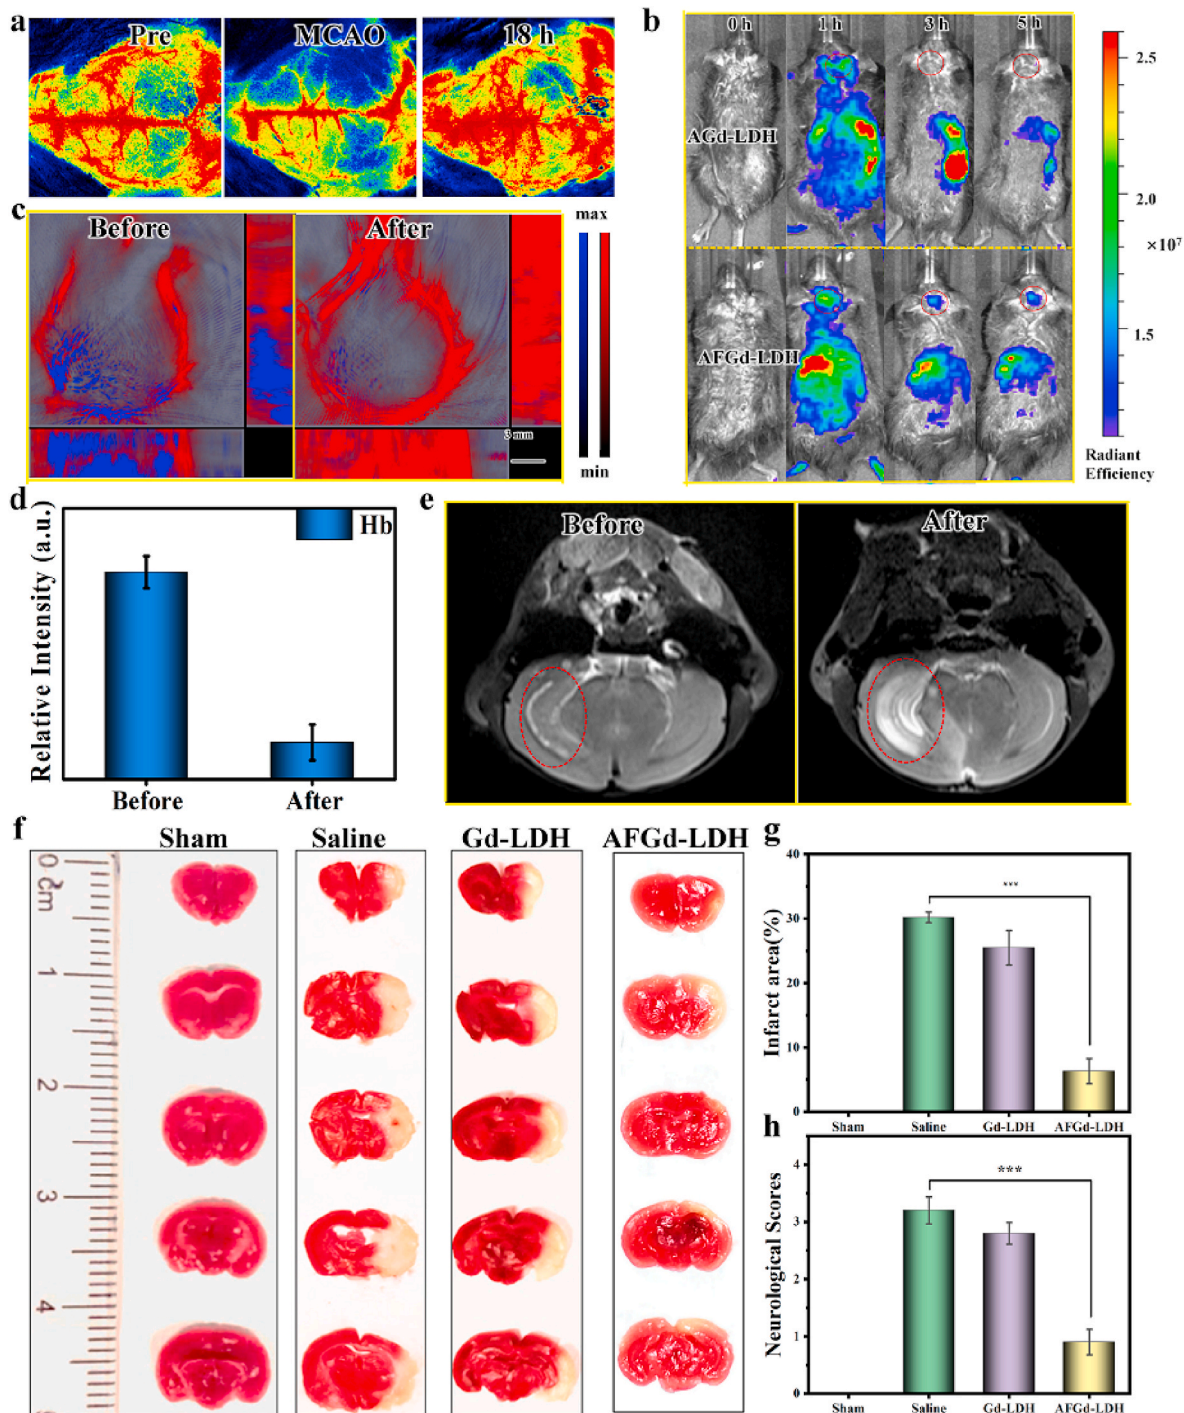 a
Pre
MCAO
18 h
b
0 h
1 h
3 h
5 h
AGd-LDH
AFGd-LDH
2.5
2.0
×10⁷
1.5
Radiant
Efficiency
c
Before
After
max
min
3 mm
d
Relative Intensity (a.u.)
Hb
Before
After
e
Before
After
f
Sham
Saline
Gd-LDH
AFGd-LDH
0 cm
1
2
3
4
g
Infarct area(%)
40
30
20
10
0
***
Sham
Saline
Gd-LDH
AFGd-LDH
h
Neurological Scores
4
3
2
1
0
***
Sham
Saline
Gd-LDH
AFGd-LDH